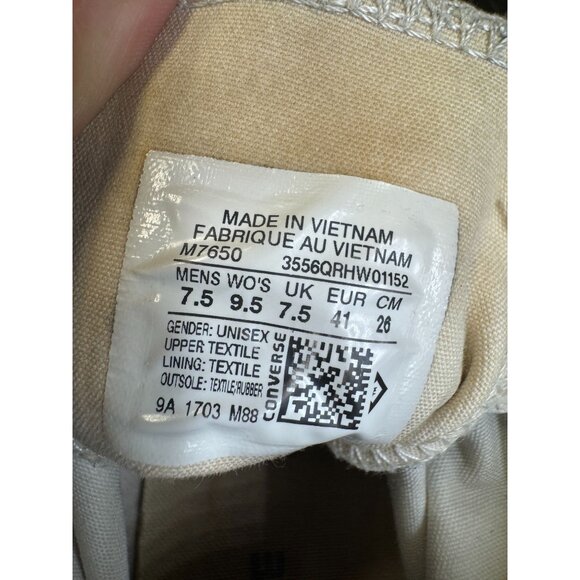 MADE IN VIETNAM
FABRIQUE AU VIETNAM
M7650 3556QRHW01152
MENS WO'S UK EUR CM
7.5 9.5 7.5 41 26
GENDER: UNISEX
UPPER TEXTILE
LINING: TEXTILE
OUTSOLE: TEXTILE/RUBBER
9A 1703 M88
CONVERSE